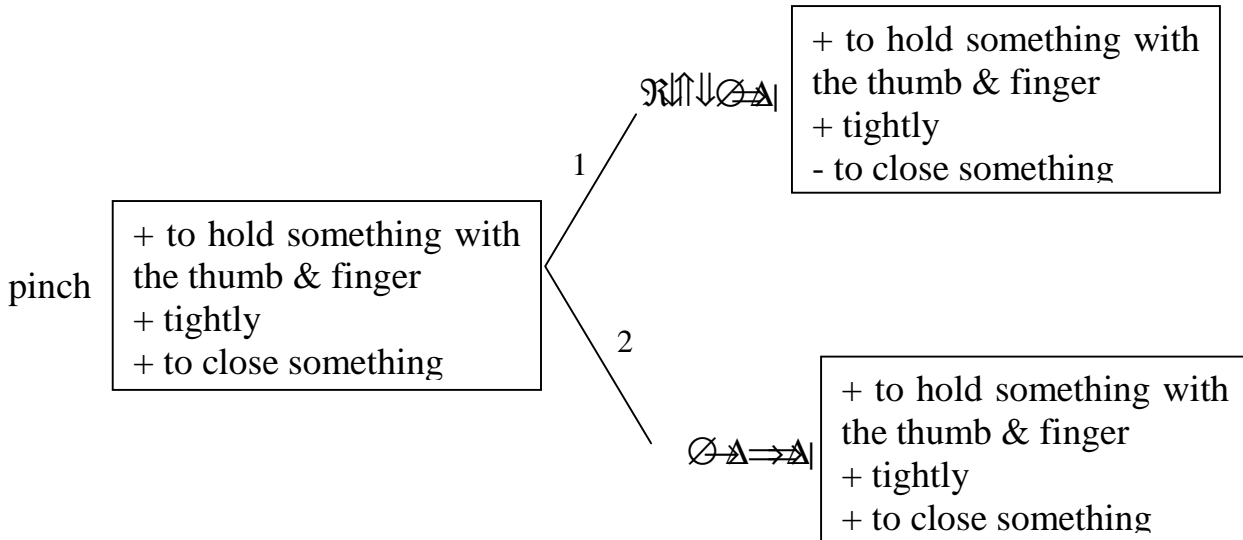 + to hold something with
the thumb & finger
+ tightly
- to close something
1
pinch
+ to hold something with
the thumb & finger
+ tightly
+ to close something
2
+ to hold something with
the thumb & finger
+ tightly
+ to close something